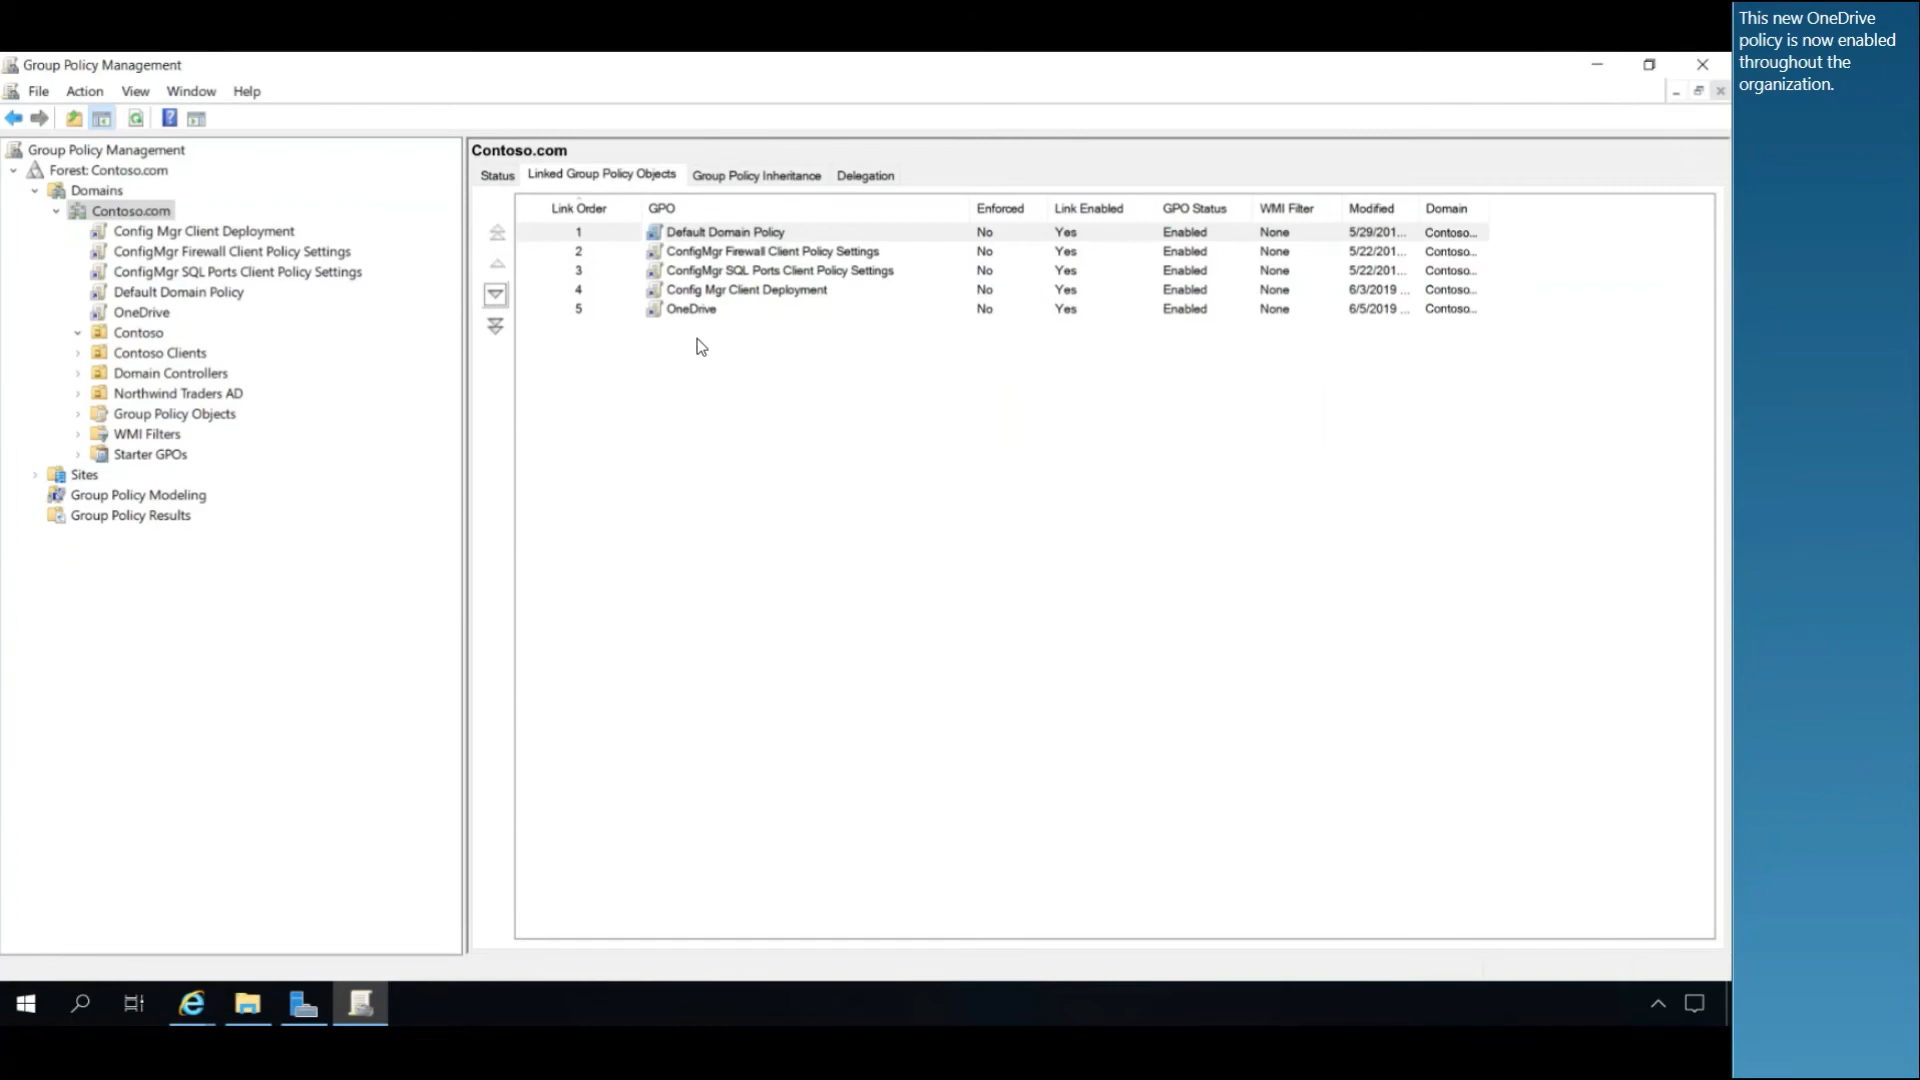 This new OneDrive
policy is now enabled
throughout the
organization.
Group Policy Management
File Action View Window Help
Group Policy Management
Forest: Contoso.com
Domains
Contoso.com
Config Mgr Client Deployment
ConfigMgr Firewall Client Policy Settings
ConfigMgr SQL Ports Client Policy Settings
Default Domain Policy
OneDrive
Contoso
Contoso Clients
Domain Controllers
Northwind Traders AD
Group Policy Objects
WMI Filters
Starter GPOs
Sites
Group Policy Modeling
Group Policy Results
Contoso.com
Status Linked Group Policy Objects Group Policy Inheritance Delegation
Link Order GPO Enforced Link Enabled GPO Status WMI Filter Modified Domain
1 Default Domain Policy No Yes Enabled None 5/29/201... Contoso...
2 ConfigMgr Firewall Client Policy Settings No Yes Enabled None 5/22/201... Contoso...
3 ConfigMgr SQL Ports Client Policy Settings No Yes Enabled None 5/22/201... Contoso...
4 Config Mgr Client Deployment No Yes Enabled None 6/3/2019 ... Contoso...
5 OneDrive No Yes Enabled None 6/5/2019 ... Contoso...